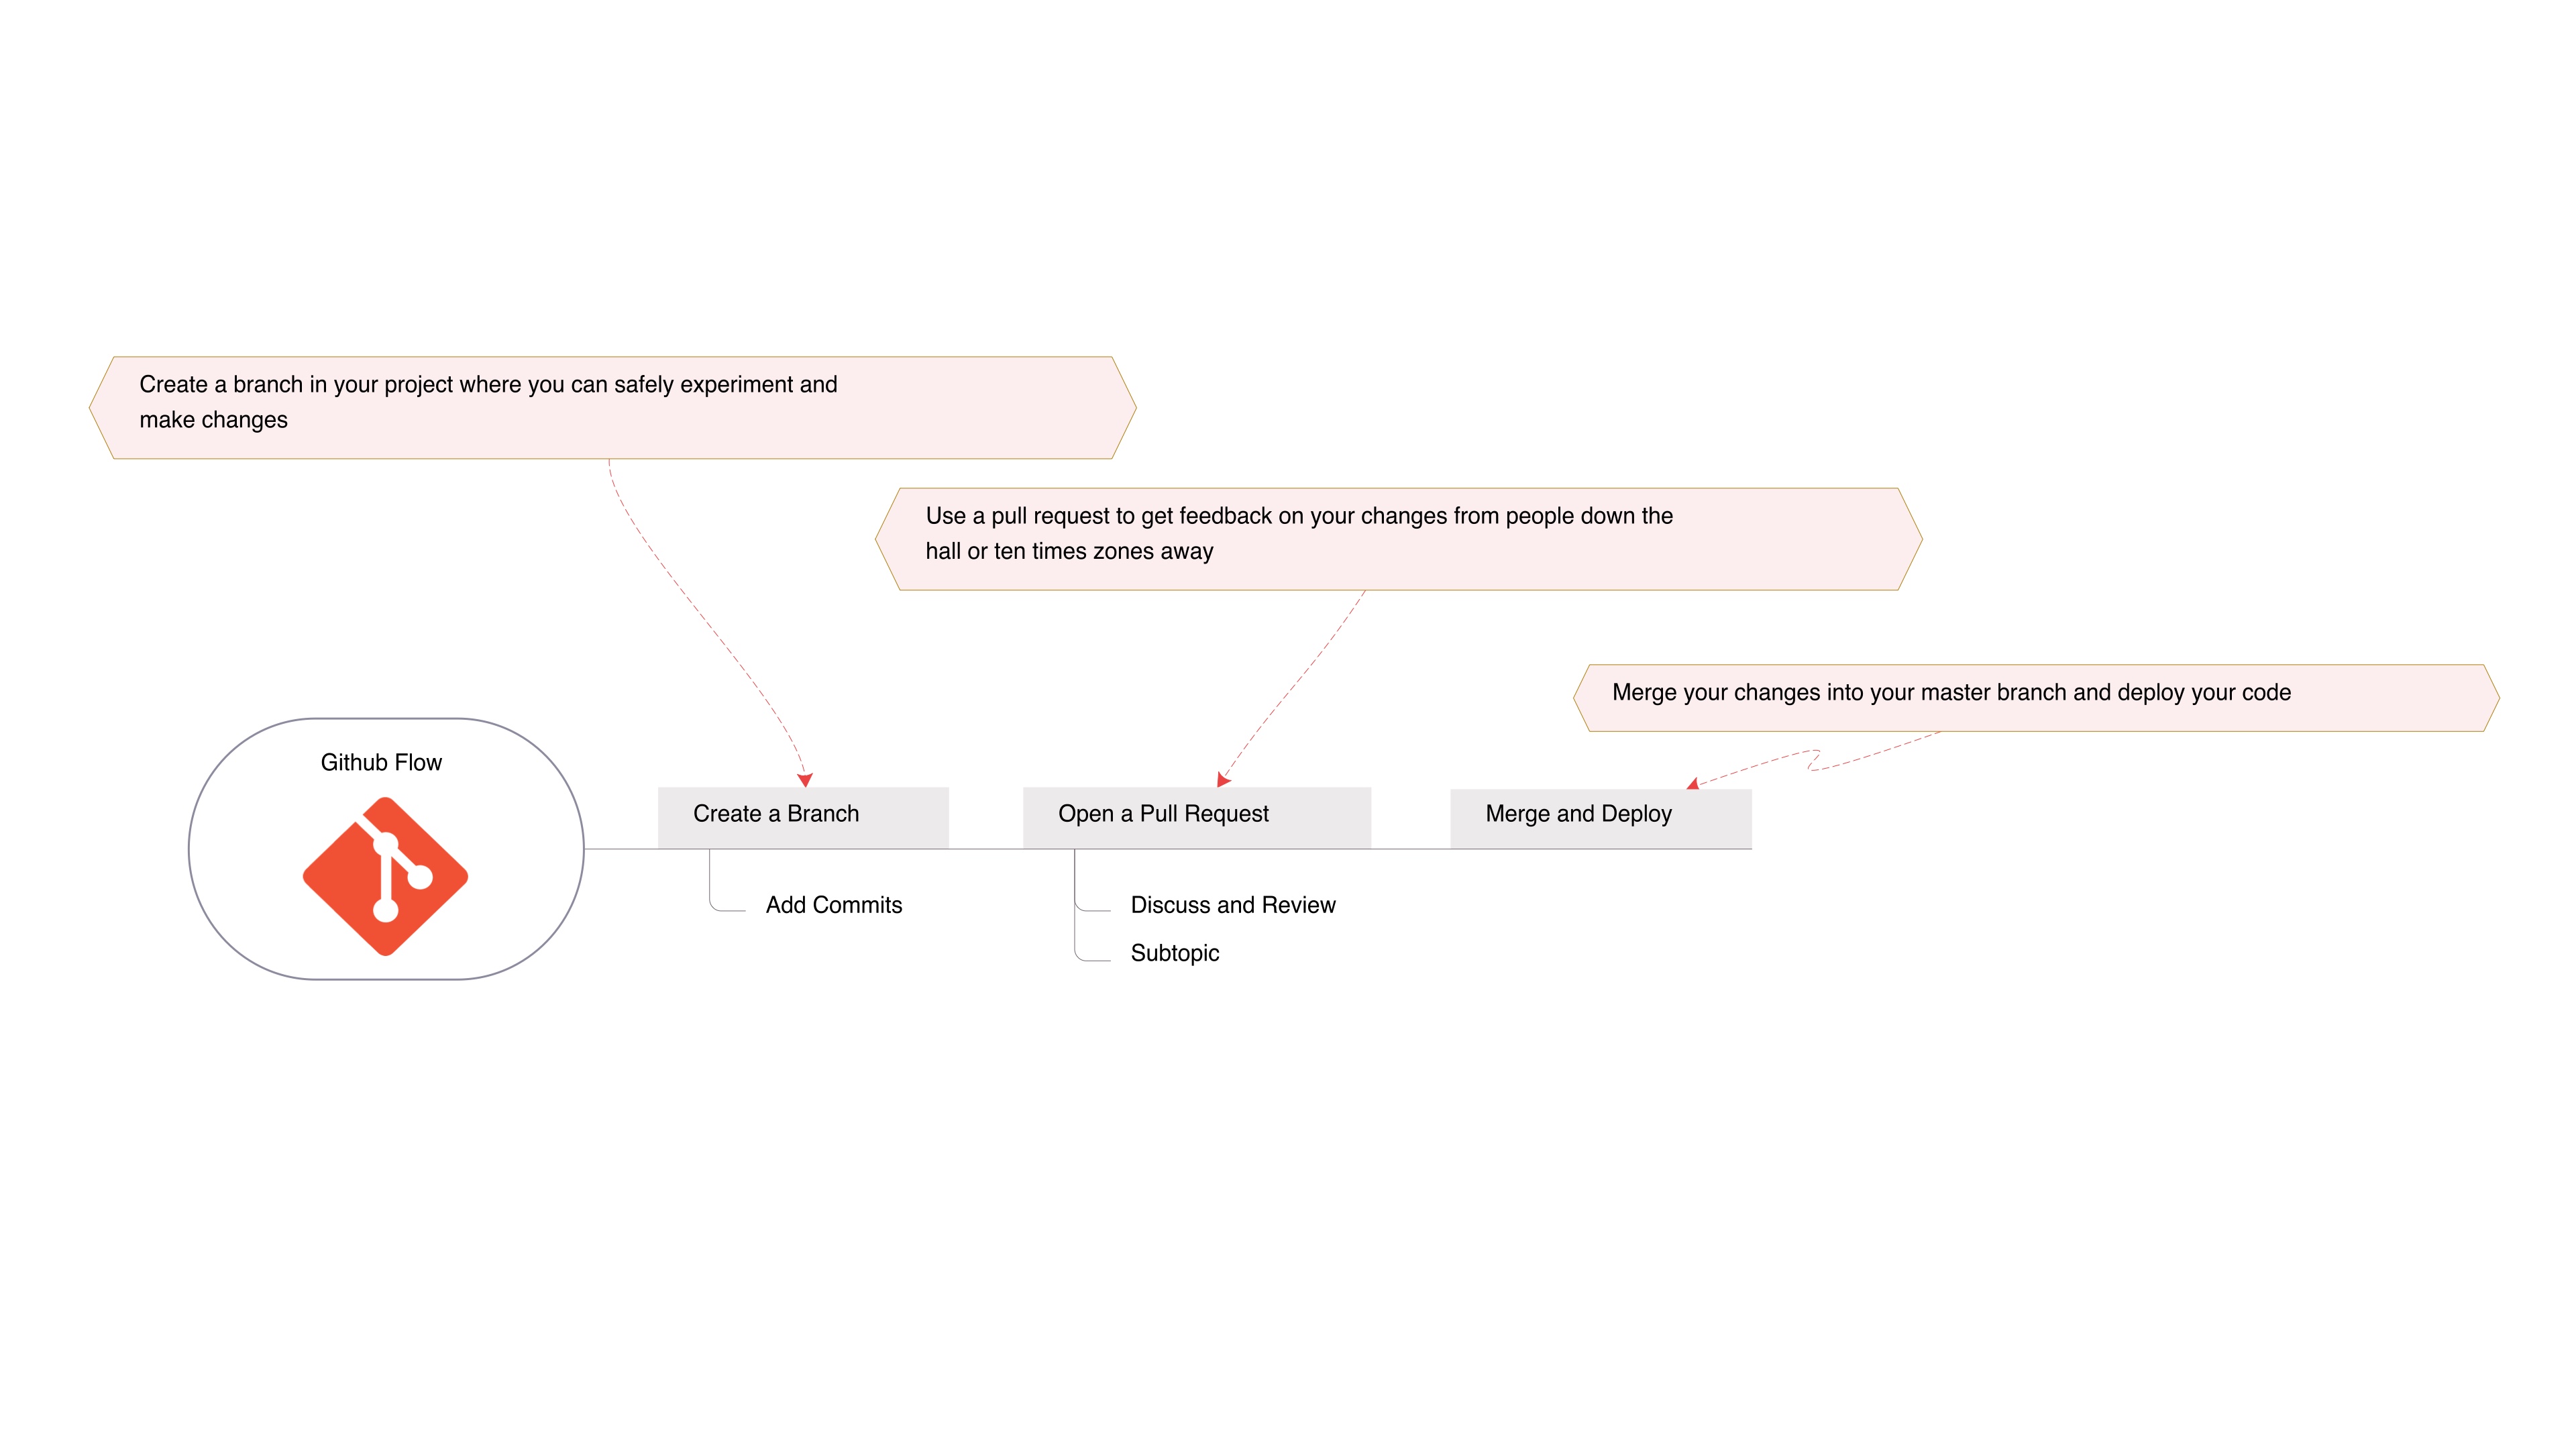 Create a branch in your project where you can safely experiment and
make changes
Use a pull request to get feedback on your changes from people down the
hall or ten times zones away
Merge your changes into your master branch and deploy your code
Github Flow
Create a Branch
Open a Pull Request
Merge and Deploy
Add Commits
Discuss and Review
Subtopic